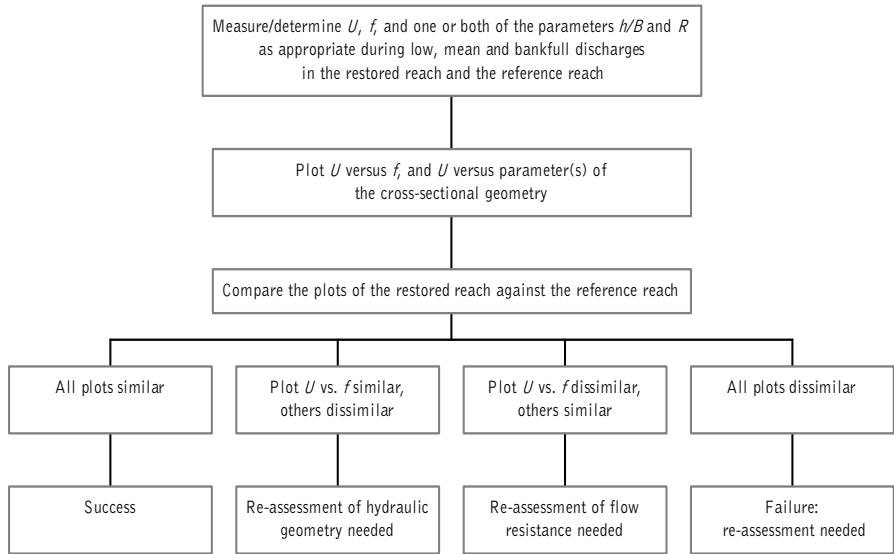 Measure/determine U, f, and one or both of the parameters h/B and R
as appropriate during low, mean and bankfull discharges
in the restored reach and the reference reach
Plot U versus f, and U versus parameter(s) of
the cross-sectional geometry
Compare the plots of the restored reach against the reference reach
All plots similar
Plot U vs. f similar,
others dissimilar
Plot U vs. f dissimilar,
others similar
All plots dissimilar
Success
Re-assessment of hydraulic
geometry needed
Re-assessment of flow
resistance needed
Failure:
re-assessment needed